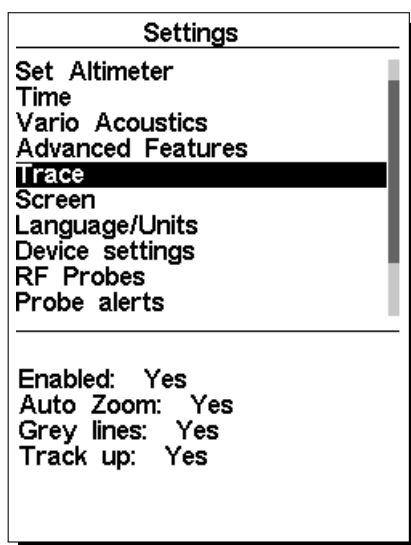 Settings
Set Altimeter
Time
Vario Acoustics
Advanced Features
Trace
Screen
Language/Units
Device settings
RF Probes
Probe alerts
Enabled: Yes
Auto Zoom: Yes
Grey lines: Yes
Track up: Yes